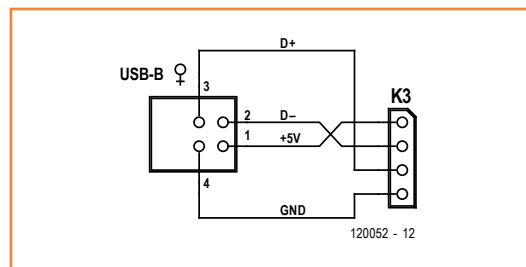 D+
USB-B
3
K3
2 D–
1 +5V
4
GND
120052 - 12